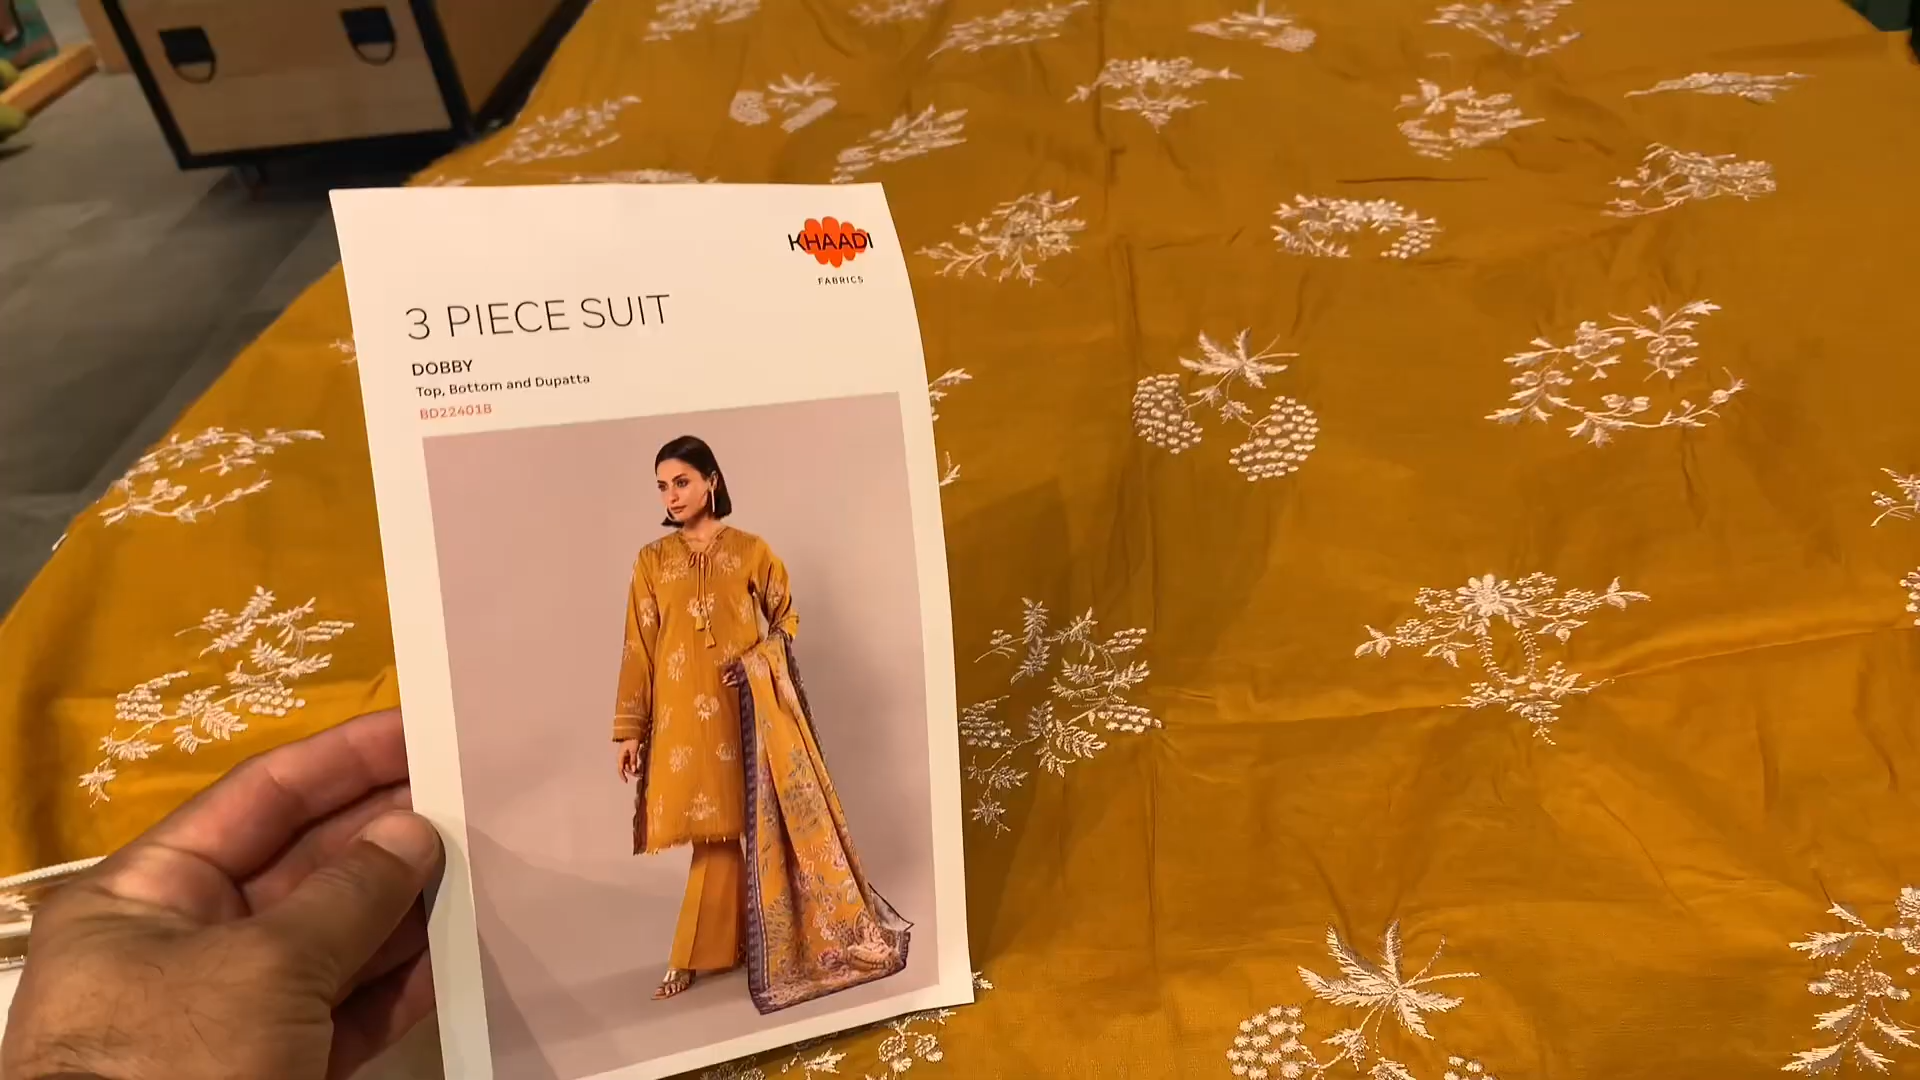 KHAADI
FABRICS
3 PIECE SUIT
DOBBY
Top, Bottom and Dupatta
BD22401B